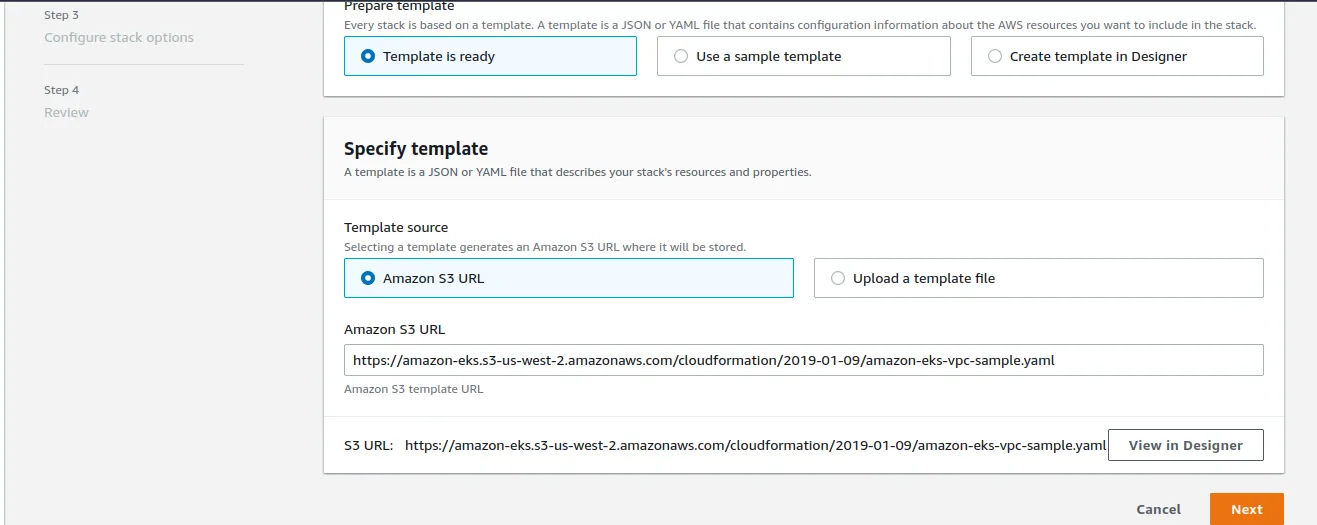 Step 3
Configure stack options
Step 4
Review
Prepare template
Every stack is based on a template. A template is a JSON or YAML file that contains configuration information about the AWS resources you want to include in the stack.
Template is ready
Use a sample template
Create template in Designer
Specify template
A template is a JSON or YAML file that describes your stack's resources and properties.
Template source
Selecting a template generates an Amazon S3 URL where it will be stored.
Amazon S3 URL
Upload a template file
Amazon S3 URL
https://amazon-eks.s3-us-west-2.amazonaws.com/cloudformation/2019-01-09/amazon-eks-vpc-sample.yaml
Amazon S3 template URL
S3 URL: https://amazon-eks.s3-us-west-2.amazonaws.com/cloudformation/2019-01-09/amazon-eks-vpc-sample.yaml
View in Designer
Cancel
Next